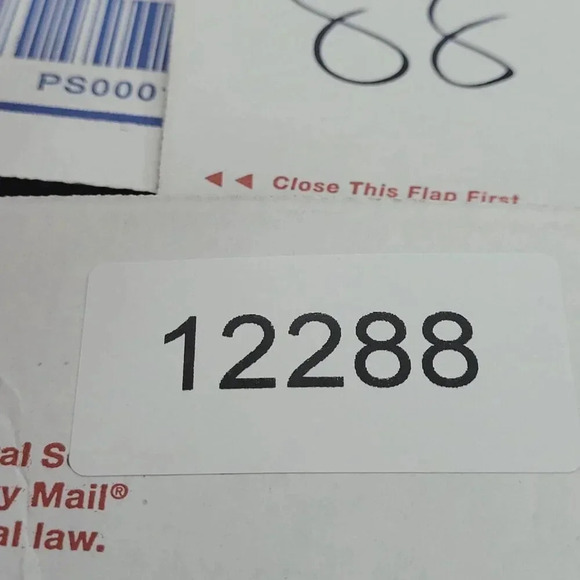 88
PS000
Close This Flap First
12288
al S
y Mail®
al law.